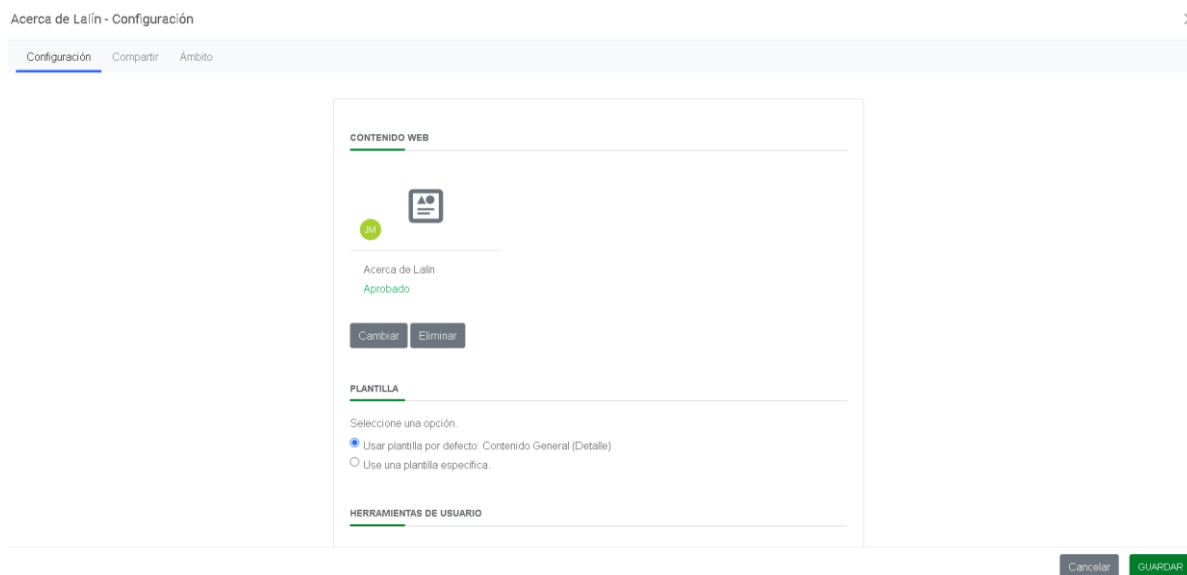 Acerca de Lalín - Configuración
Configuración Compartir Ámbito
CONTENIDO WEB
JM
Acerca de Lalín
Aprobado
Cambiar Eliminar
PLANTILLA
Seleccione una opción.
Usar plantilla por defecto: Contenido General (Detalle)
Use una plantilla específica.
HERRAMIENTAS DE USUARIO
Cancelar GUARDAR